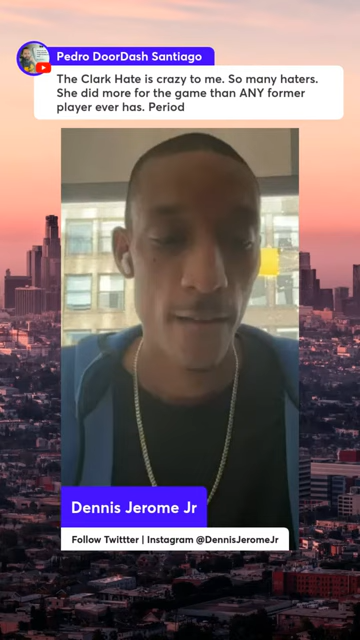 Pedro DoorDash Santiago
The Clark Hate is crazy to me. So many haters.
She did more for the game than ANY former
player ever has. Period
Dennis Jerome Jr
Follow Twittter | Instagram @DennisJeromeJr